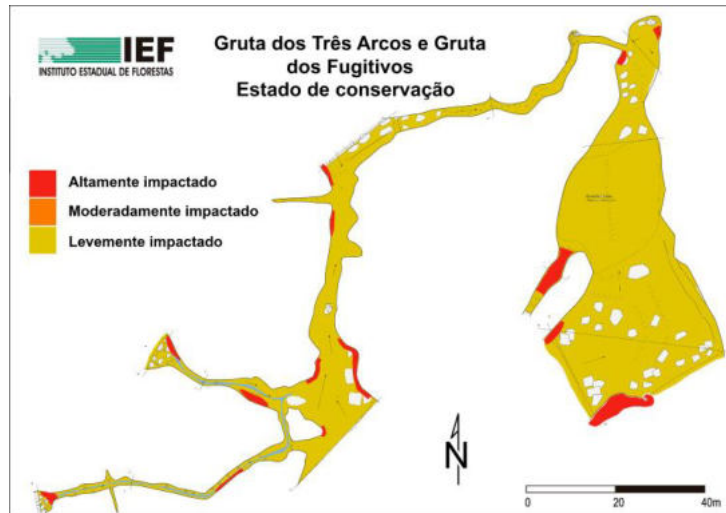 IEF
INSTITUTO ESTADUAL DE FLORESTAS
Gruta dos Três Arcos e Gruta
dos Fugitivos
Estado de conservação
Altamente impactado
Moderadamente impactado
Levemente impactado
N
0 20 40m